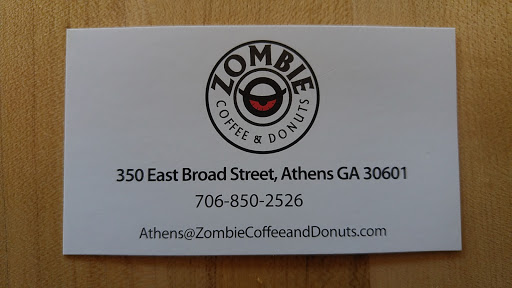 ZOMBIE
COFFEE & DONUTS
350 East Broad Street, Athens GA 30601
706-850-2526
Athens@ZombieCoffeeandDonuts.com